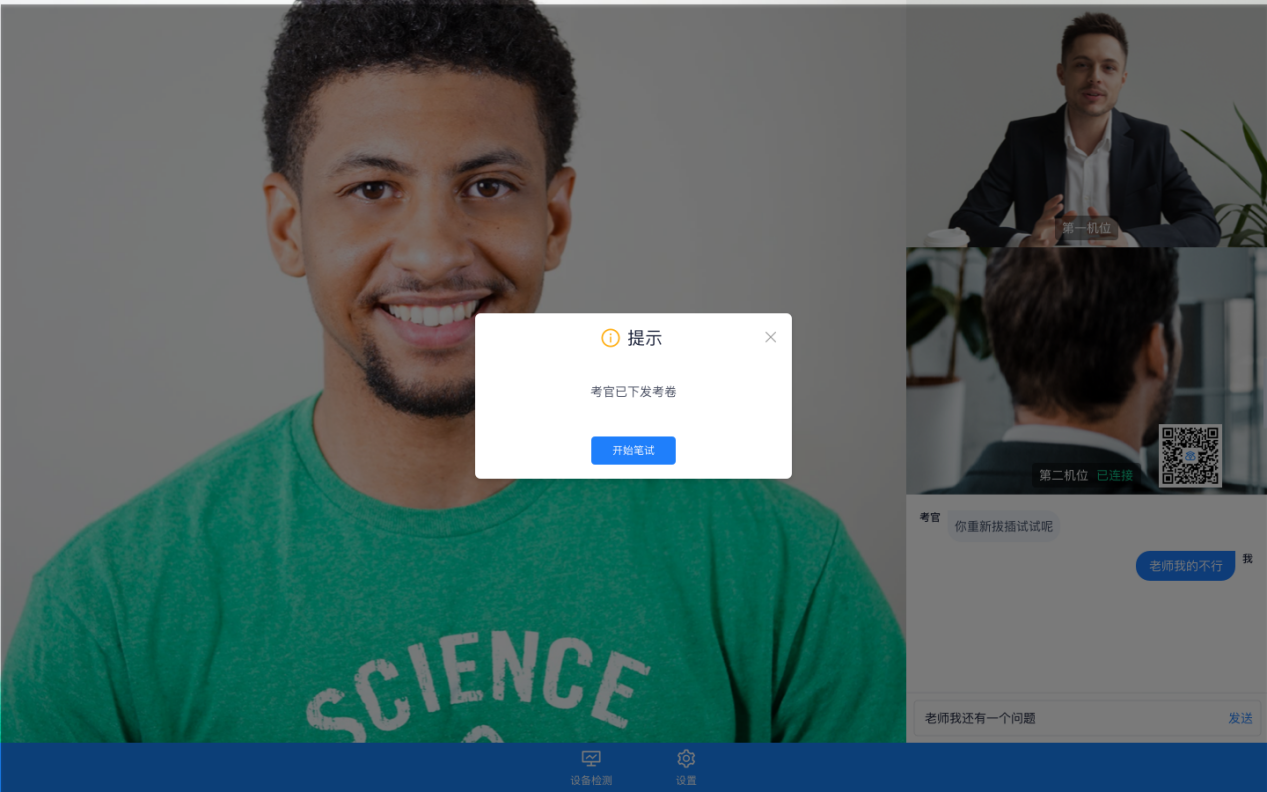 第一机位
第二机位 已连接
提示
考官已下发考卷
开始笔试
考官
你重新拔插试试呢
我
老师我的不行
老师我还有一个问题
发送
SCIENCE
设备检测
设置